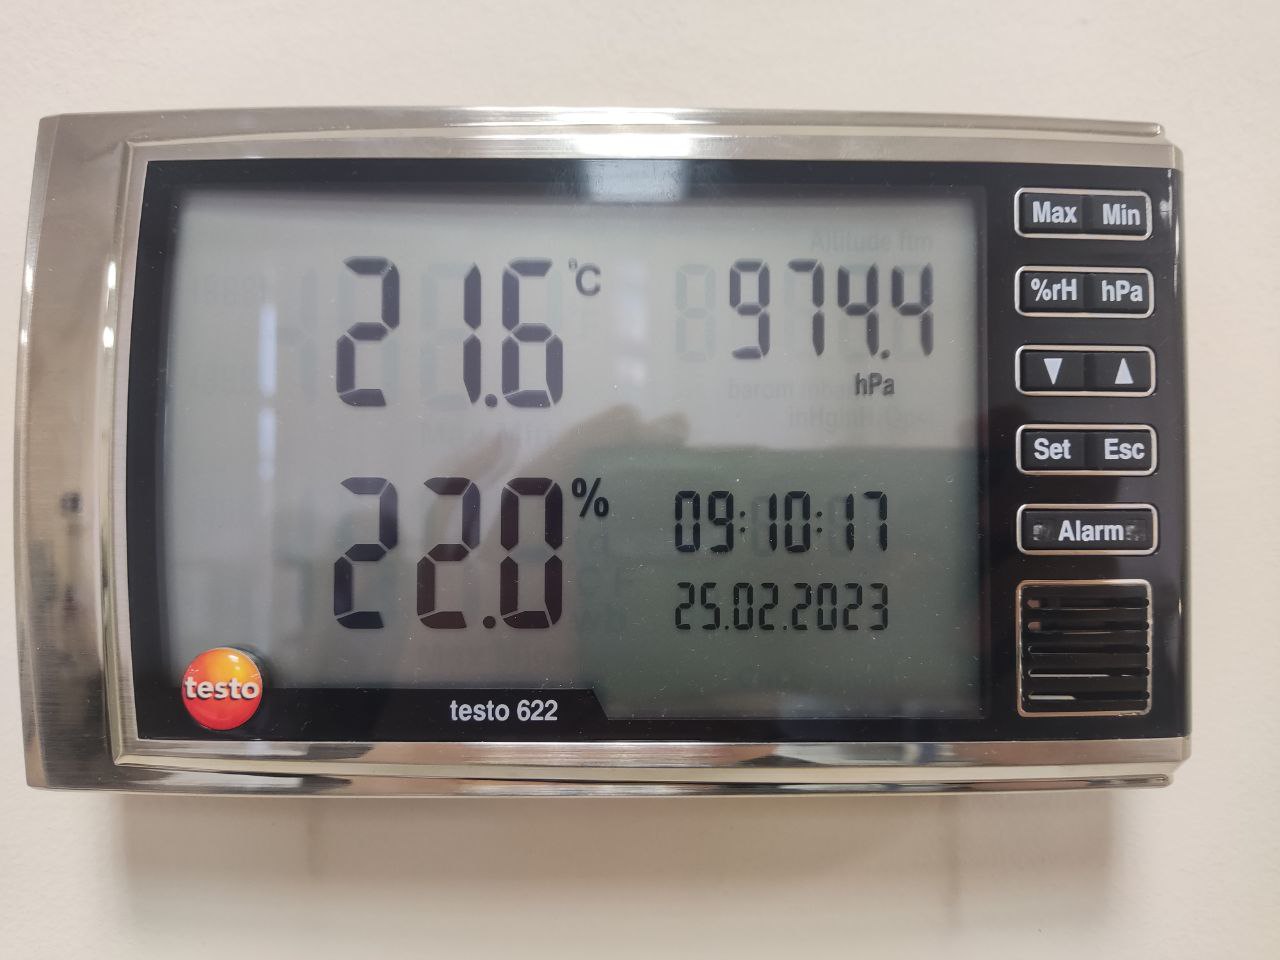 21.6 °C
974.4
hPa
22.0 %
09:10:17
25.02.2023
testo
testo 622
Max Min
%rH hPa
▼ ▲
Set Esc
Alarm